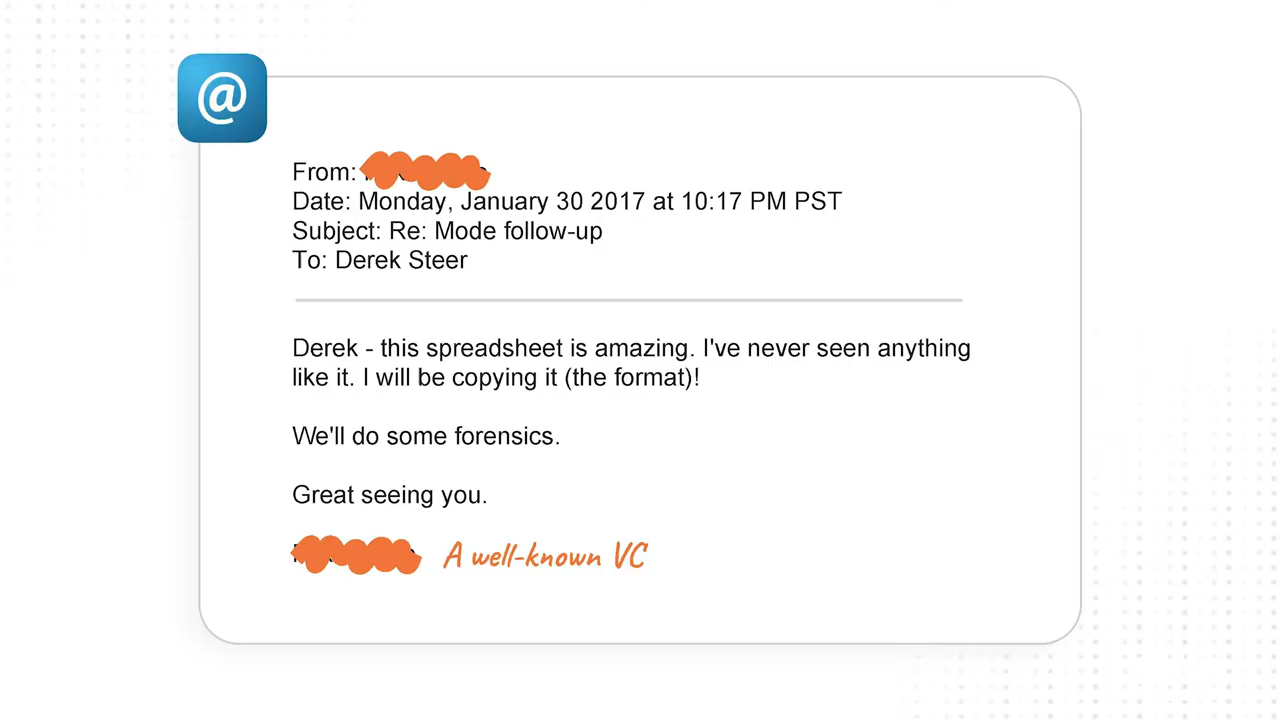 @
From:
Date: Monday, January 30 2017 at 10:17 PM PST
Subject: Re: Mode follow-up
To: Derek Steer
Derek - this spreadsheet is amazing. I've never seen anything
like it. I will be copying it (the format)!
We'll do some forensics.
Great seeing you.
A well-known VC